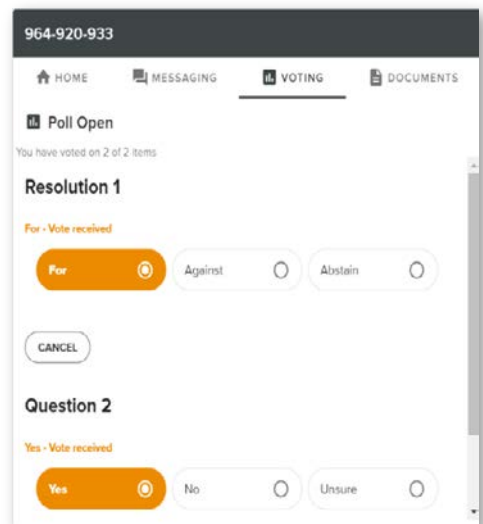 964-920-933
HOME MESSAGING VOTING DOCUMENTS
Poll Open
You have voted on 2 of 2 items
Resolution 1
For - Vote received
For Against Abstain
CANCEL
Question 2
Yes - Vote received
Yes No Unsure